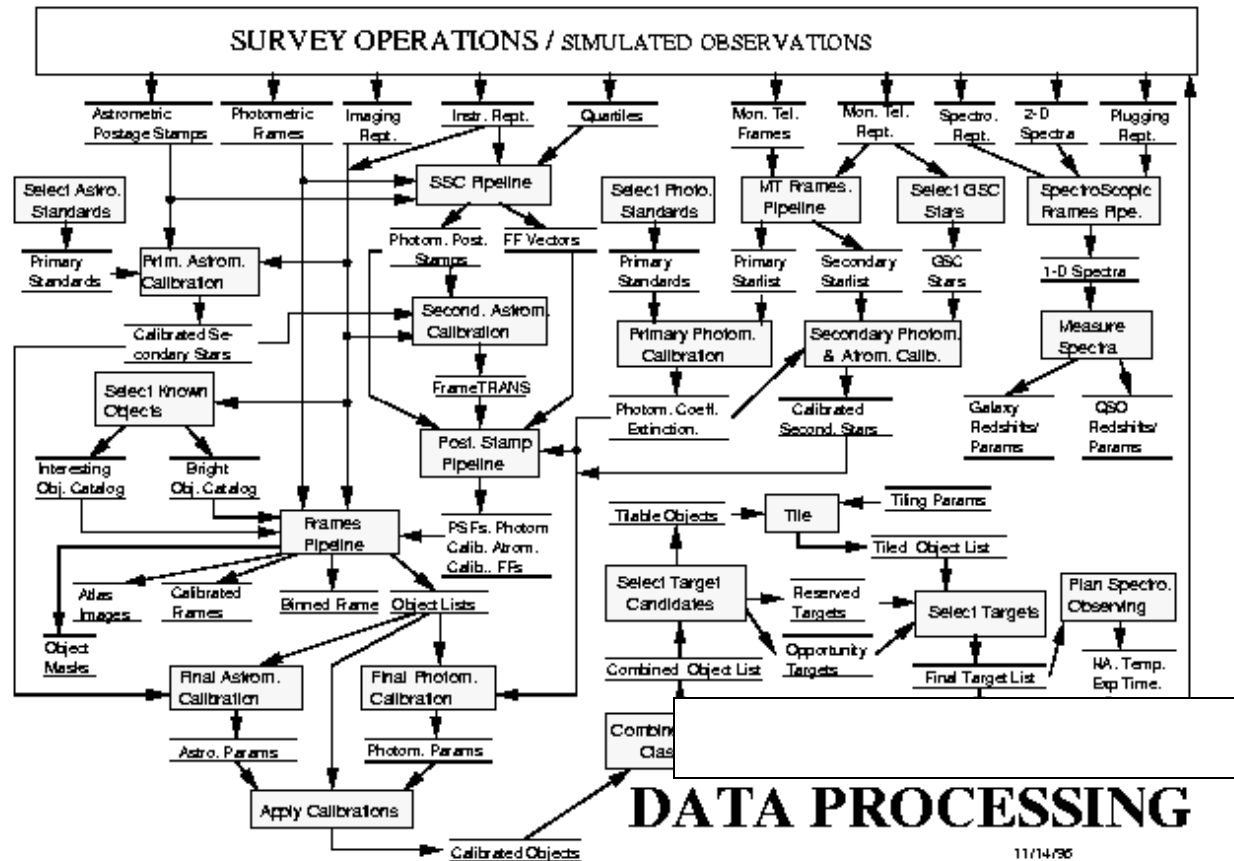 SURVEY OPERATIONS / SIMULATED OBSERVATIONS
Astrometric
Postage Stamps
Photometric
Frames
Imaging
Rept.
Instr. Rept.
Quartiles
Mon. Tel.
Frames
Mon. Tel.
Rept.
Spectro.
Rept.
2-D
Spectra
Plugging
Rept.
Select Astro.
Standards
SSC Pipeline
Select Photo.
Standards
MT Frames.
Pipeline
Select GSC
Stars
SpectroScopic
Frames Pipe.
Primary
Standards
Prim. Astrom.
Calibration
Photom. Post.
Stamps
FF Vectors
Primary
Standards
Primary
Starlist
Secondary
Starlist
GSC
Stars
1-D Spectra
Calibrated Se-
condary Stars
Second. Astrom.
Calibration
Primary Photom.
Calibration
Secondary Photom.
& Atrom. Calib.
Measure
Spectra
Select Known
Objects
FrameTRANS
Photom. Coeff.
Extinction.
Calibrated
Second. Stars
Galaxy
Redshifts/
Params
QSO
Redshifts/
Params
Interesting
Obj. Catalog
Bright
Obj. Catalog
Post. Stamp
Pipeline
Frames
Pipeline
PSFs. Photom
Calib. Atrom.
Calib.. FFs
Tilable Objects
Tile
Tiling Params
Tiled Object List
Atlas
Images
Calibrated
Frames
Binned Frame
Object Lists
Select Target
Candidates
Reserved
Targets
Select Targets
Plan Spectro.
Observing
Object
Masks
Opportunity
Targets
Final Astrom.
Calibration
Final Photom.
Calibration
Combined Object List
Final Target List
HA. Temp.
Exp Time.
Astro. Params
Photom. Params
Combine
Clas
Apply Calibrations
Calibrated Objects
DATA PROCESSING
11/14/96